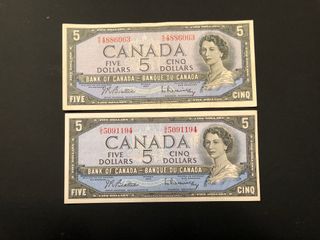 5 4886063 4886063 5
CANADA
FIVE DOLLARS 5 CINQ DOLLARS
BANK OF CANADA - BANQUE DU CANADA
FIVE CINQ
5 5091194 5091194 5
CANADA
FIVE DOLLARS 5 CINQ DOLLARS
BANK OF CANADA - BANQUE DU CANADA
FIVE CINQ